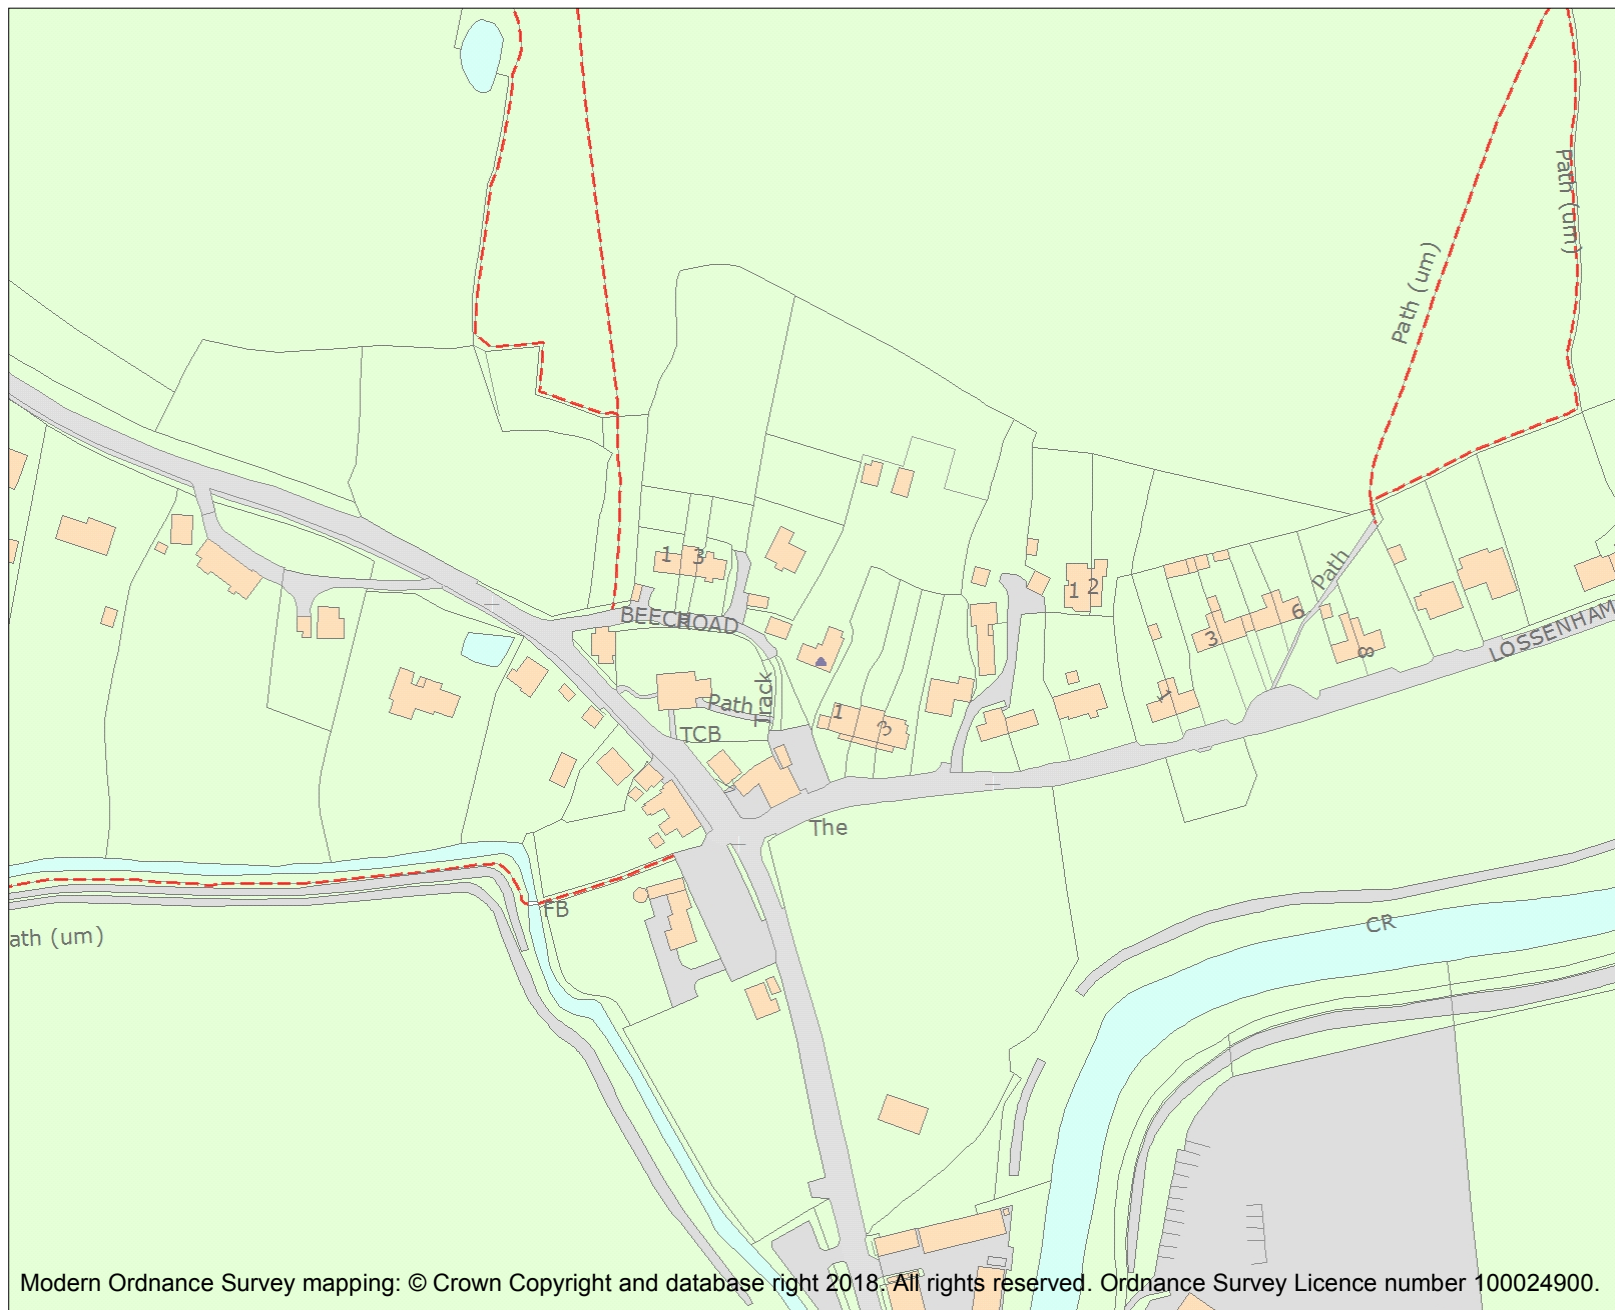 Path (um)
Path (um)
1
3
Path
BEECH
ROAD
1 2
6
3
8
LOSSENHAM
1
Track
Path
1
3
TCB
The
FB
ath (um)
CR
Modern Ordnance Survey mapping: © Crown Copyright and database right 2018. All rights reserved. Ordnance Survey Licence number 100024900.